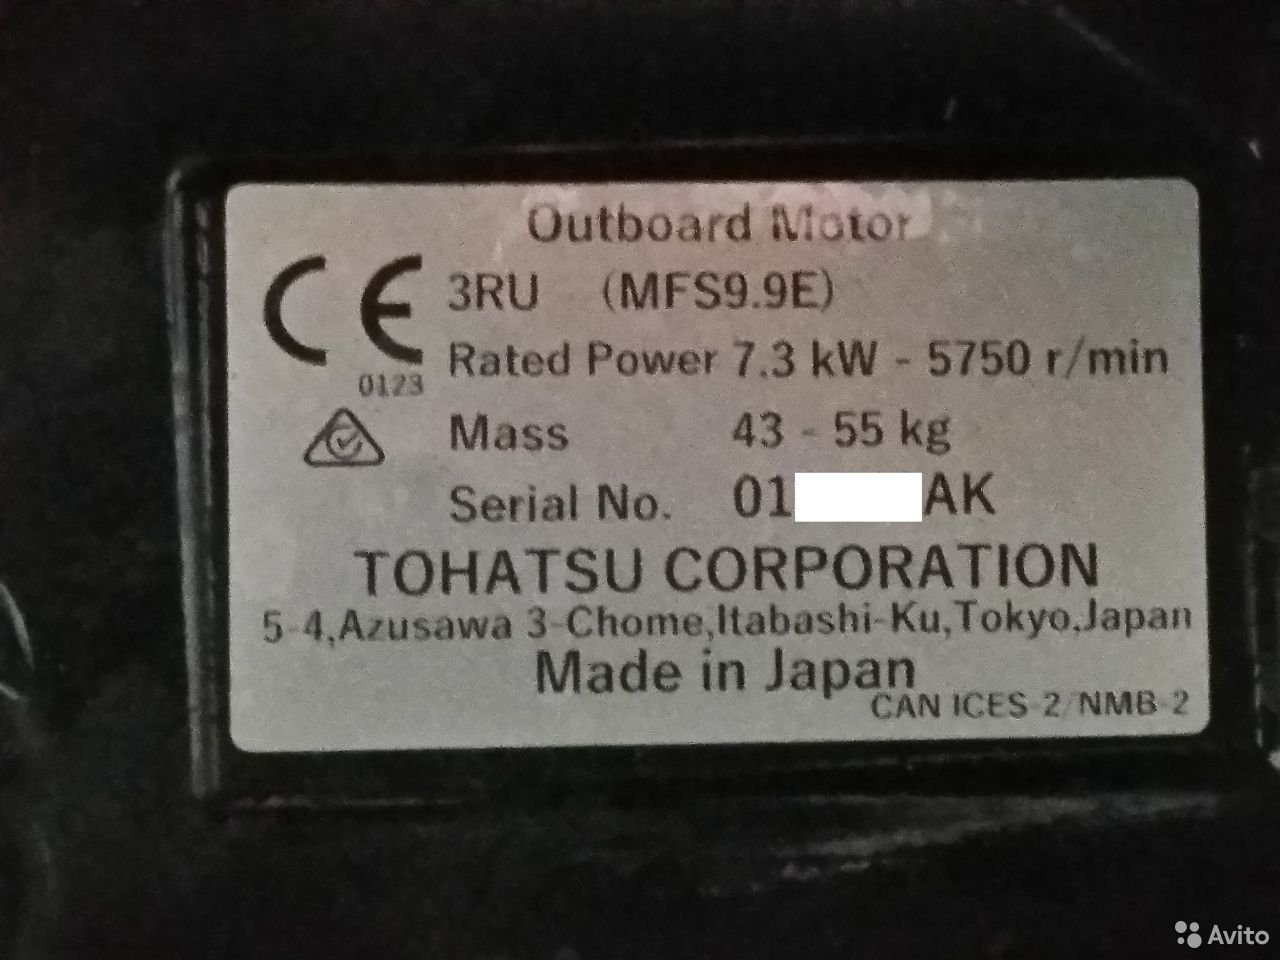 Outboard Motor
CE 3RU (MFS9.9E)
0123
Rated Power 7.3 kW - 5750 r/min
Mass 43 - 55 kg
Serial No. 01 AK
TOHATSU CORPORATION
5-4,Azusawa 3-Chome,Itabashi-Ku,Tokyo,Japan
Made in Japan
CAN ICES-2/NMB-2
Avito